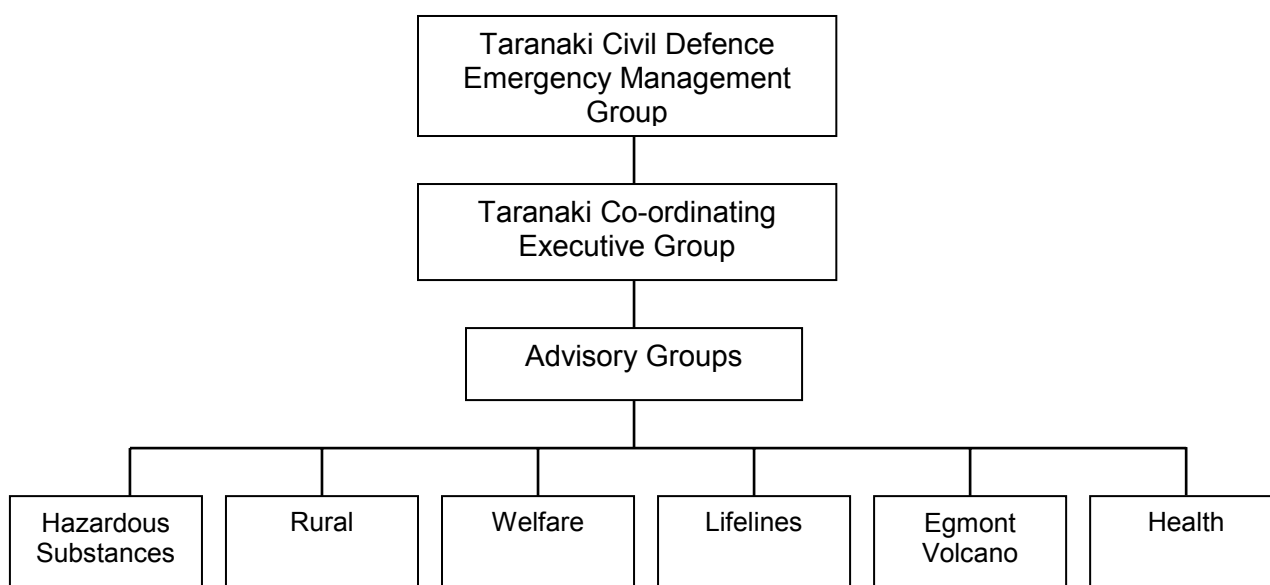 Taranaki Civil Defence
Emergency Management
Group
Taranaki Co-ordinating
Executive Group
Advisory Groups
Hazardous
Substances
Rural
Welfare
Lifelines
Egmont
Volcano
Health